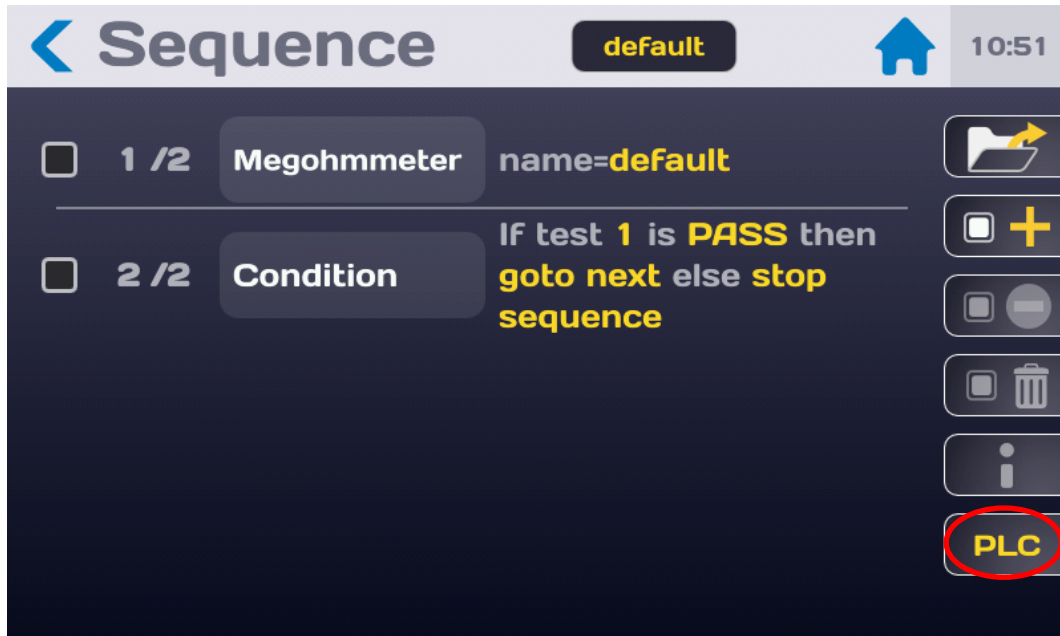 Sequence
default
10:51
1 /2
Megohmmeter
name=default
2 /2
Condition
If test 1 is PASS then
goto next else stop
sequence
PLC